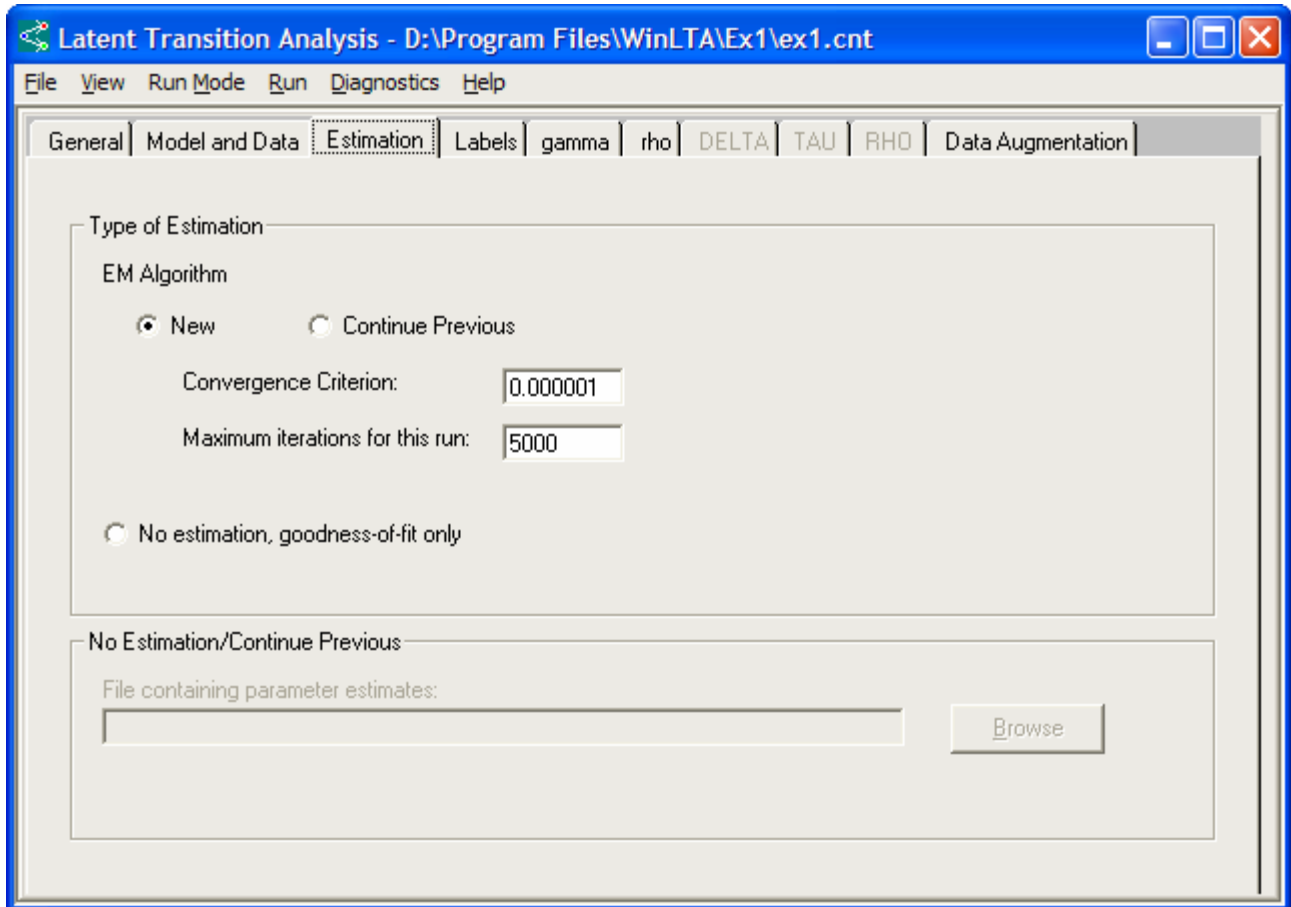 Latent Transition Analysis - D:\Program Files\WinLTA\Ex1\ex1.cnt
File View Run Mode Run Diagnostics Help
General Model and Data Estimation Labels gamma rho DELTA TAU RHO Data Augmentation
Type of Estimation
EM Algorithm
New Continue Previous
Convergence Criterion: 0.000001
Maximum iterations for this run: 5000
No estimation, goodness-of-fit only
No Estimation/Continue Previous
File containing parameter estimates:
Browse